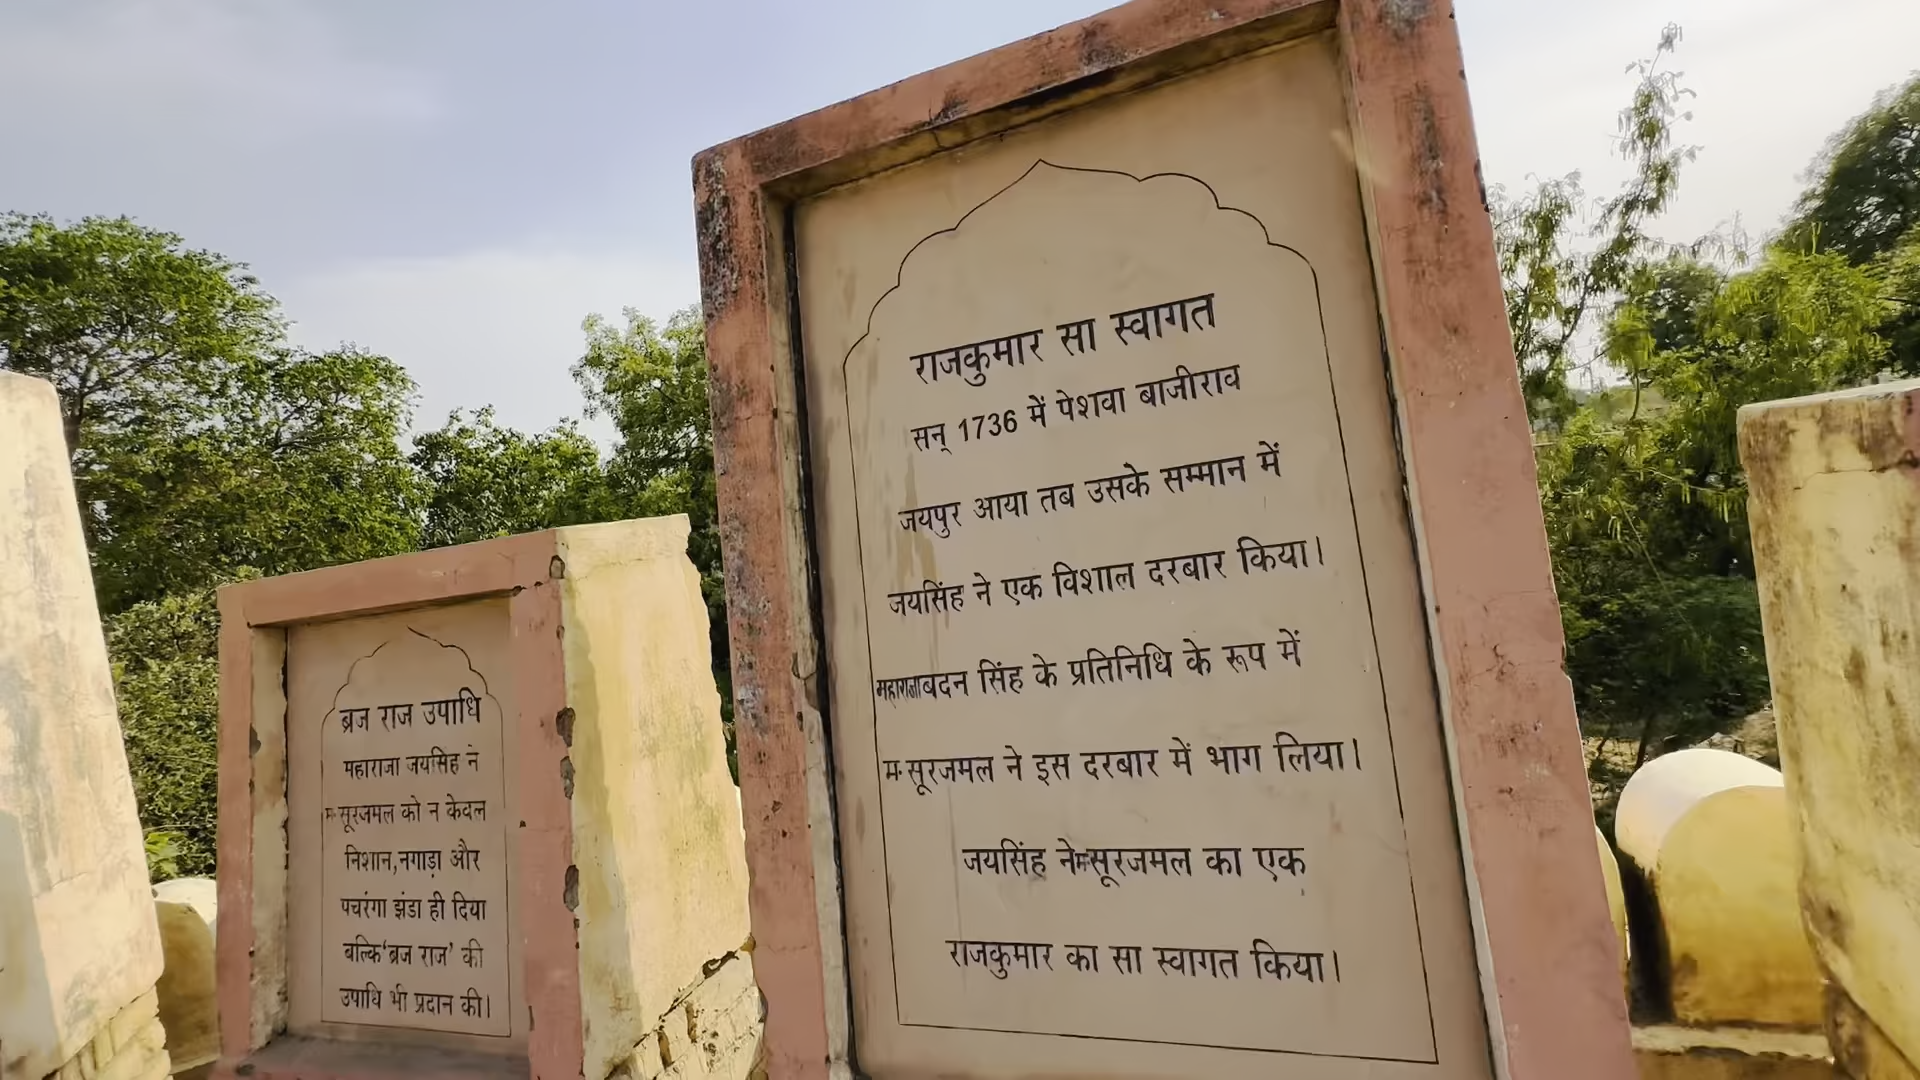 ब्रज राज उपाधि
महाराजा जयसिंह ने
म॰सूरजमल को न केवल
निशान,नगाड़ा और
पचरंगा झंडा ही दिया
बल्कि‘ब्रज राज’ की
उपाधि भी प्रदान की।
राजकुमार सा स्वागत
सन् 1736 में पेशवा बाजीराव
जयपुर आया तब उसके सम्मान में
जयसिंह ने एक विशाल दरबार किया।
महाराजाबदन सिंह के प्रतिनिधि के रूप में
म॰सूरजमल ने इस दरबार में भाग लिया।
जयसिंह नेम॰सूरजमल का एक
राजकुमार का सा स्वागत किया।